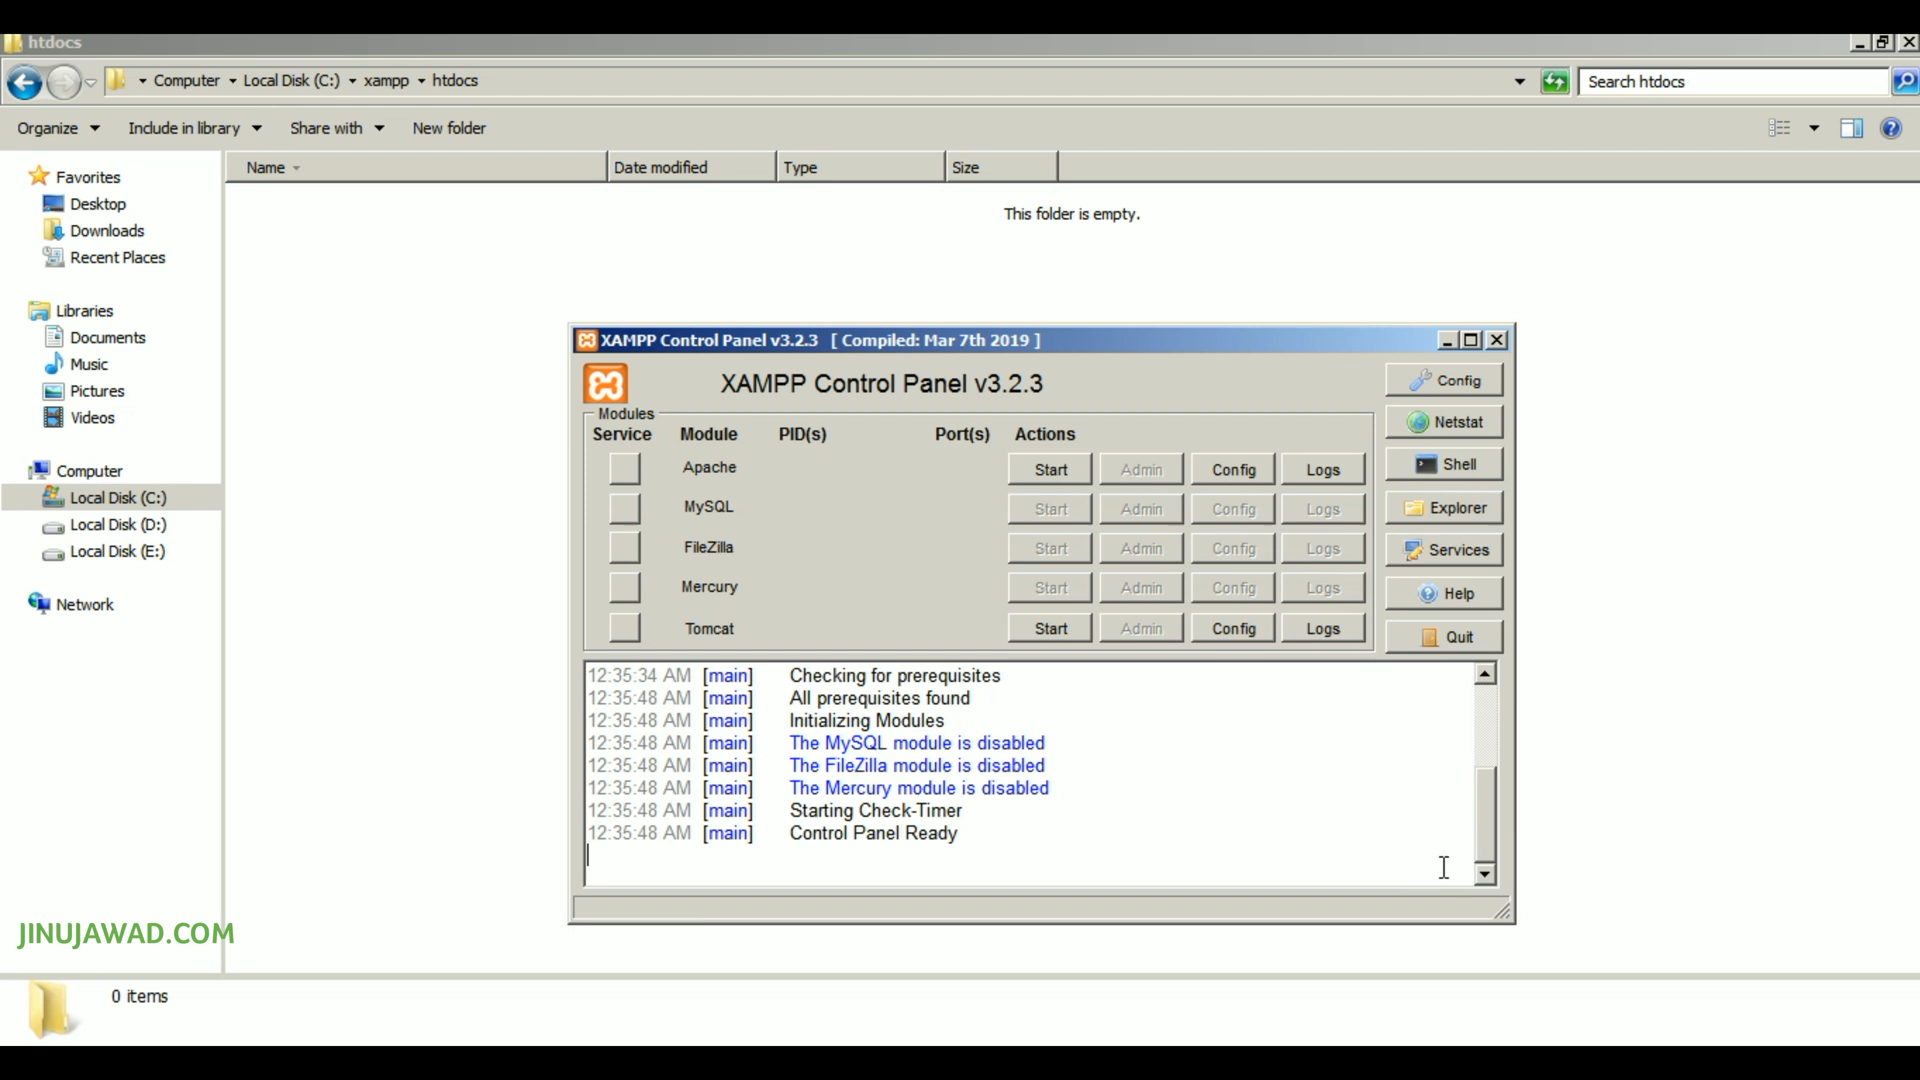 htdocs
Computer Local Disk (C:) xampp htdocs
Search htdocs
Organize Include in library Share with New folder
Name Date modified Type Size
This folder is empty.
Favorites
Desktop
Downloads
Recent Places
Libraries
Documents
Music
Pictures
Videos
Computer
Local Disk (C:)
Local Disk (D:)
Local Disk (E:)
Network
XAMPP Control Panel v3.2.3 [ Compiled: Mar 7th 2019 ]
XAMPP Control Panel v3.2.3
Modules
Service Module PID(s) Port(s) Actions
Apache Start Admin Config Logs
MySQL Start Admin Config Logs
FileZilla Start Admin Config Logs
Mercury Start Admin Config Logs
Tomcat Start Admin Config Logs
Config
Netstat
Shell
Explorer
Services
Help
Quit
12:35:34 AM [main] Checking for prerequisites
12:35:48 AM [main] All prerequisites found
12:35:48 AM [main] Initializing Modules
12:35:48 AM [main] The MySQL module is disabled
12:35:48 AM [main] The FileZilla module is disabled
12:35:48 AM [main] The Mercury module is disabled
12:35:48 AM [main] Starting Check-Timer
12:35:48 AM [main] Control Panel Ready
JINUJAWAD.COM
0 items